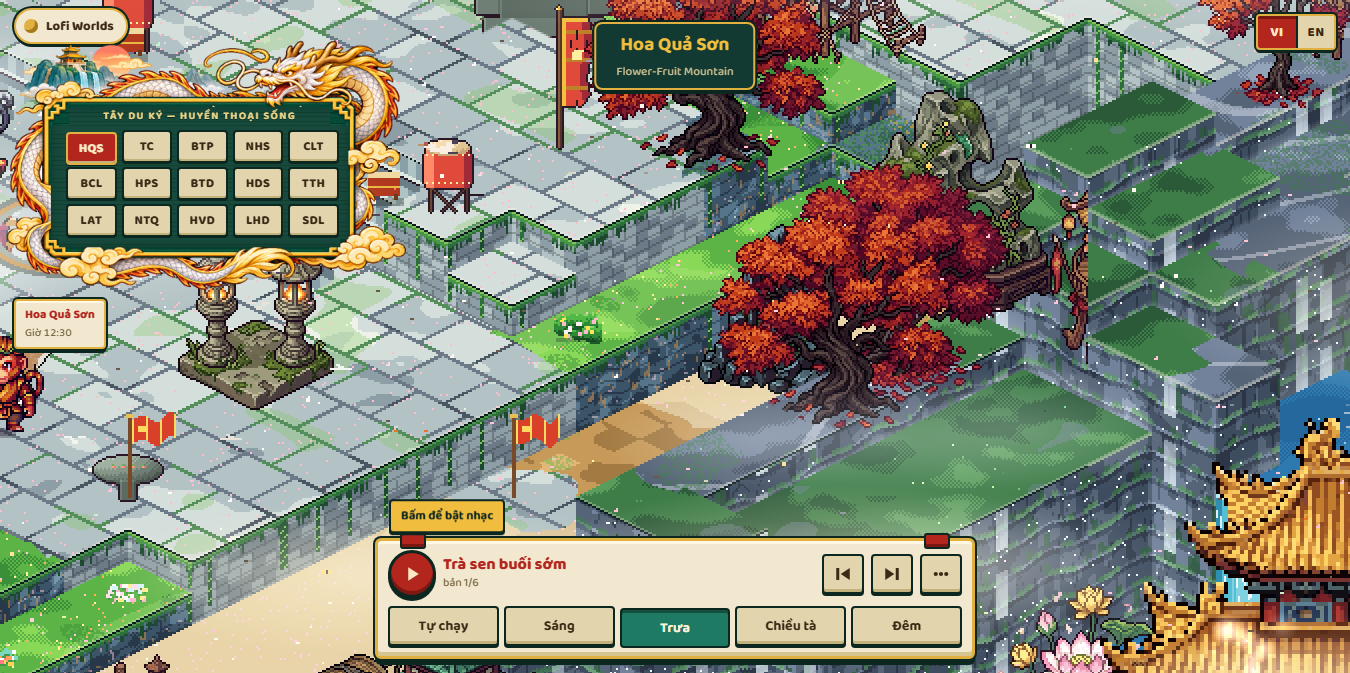 Lofi Worlds
Hoa Quả Sơn
Flower-Fruit Mountain
VI EN
TÂY DU KÝ — HUYỀN THOẠI SỐNG
HQS TC BTP NHS CLT
BCL HPS BTD HDS TTH
LAT NTQ HVD LHD SDL
Hoa Quả Sơn
Giờ 12:30
Bấm để bật nhạc
Trà sen buổi sớm
bản 1/6
Tự chạy Sáng Trưa Chiều tà Đêm